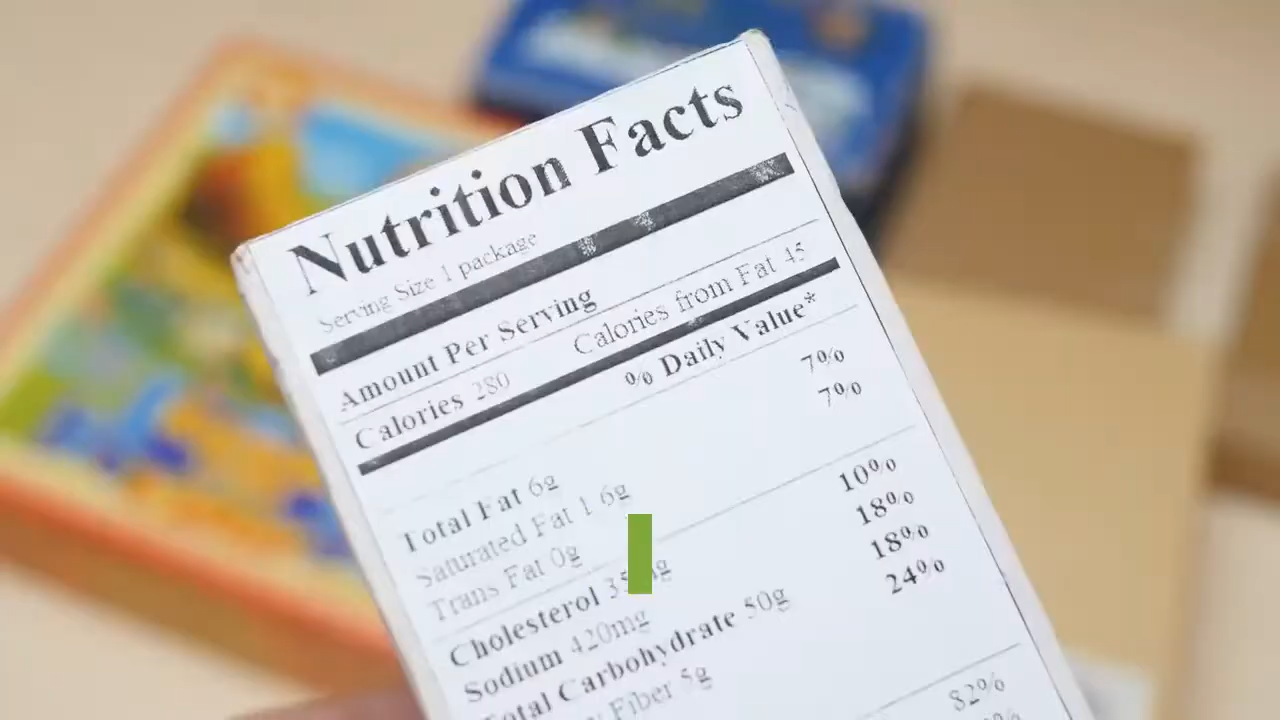 Nutrition Facts
Serving Size 1 package
Amount Per Serving
Calories 280 Calories from Fat 45
% Daily Value*
Total Fat 6g 7%
Saturated Fat 1 6g 7%
Trans Fat 0g
Cholesterol 10%
Sodium 420mg 18%
Total Carbohydrate 50g 18%
Fiber 5g 24%
82%